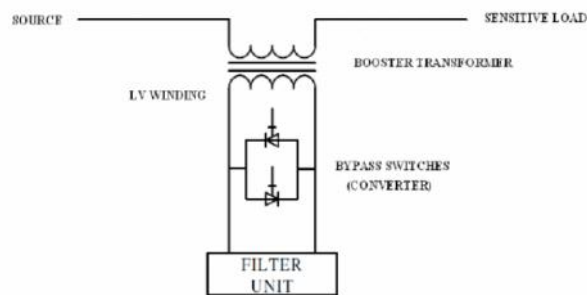 SOURCE
SENSITIVE LOAD
BOOSTER TRANSFORMER
LV WINDING
BYPASS SWITCHES
(CONVERTER)
FILTER
UNIT